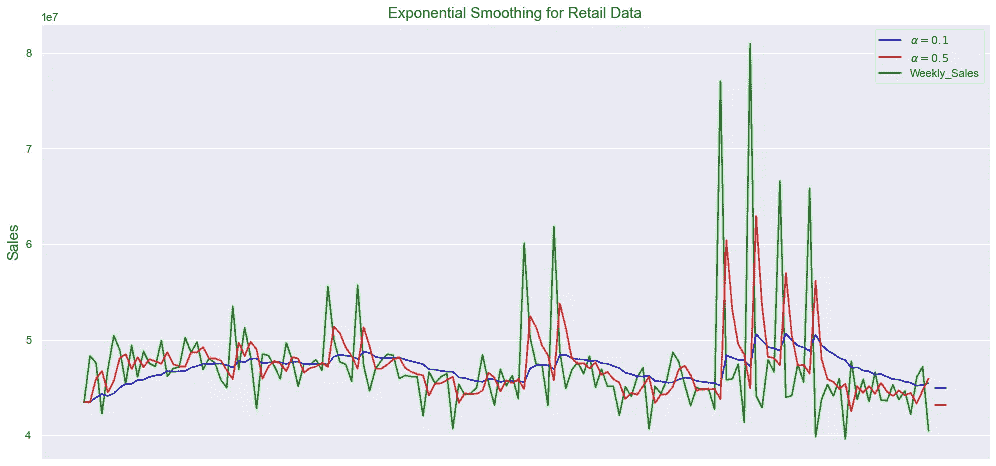 Exponential Smoothing for Retail Data
1e7
α = 0.1
α = 0.5
Weekly_Sales
8
7
6
5
4
Sales